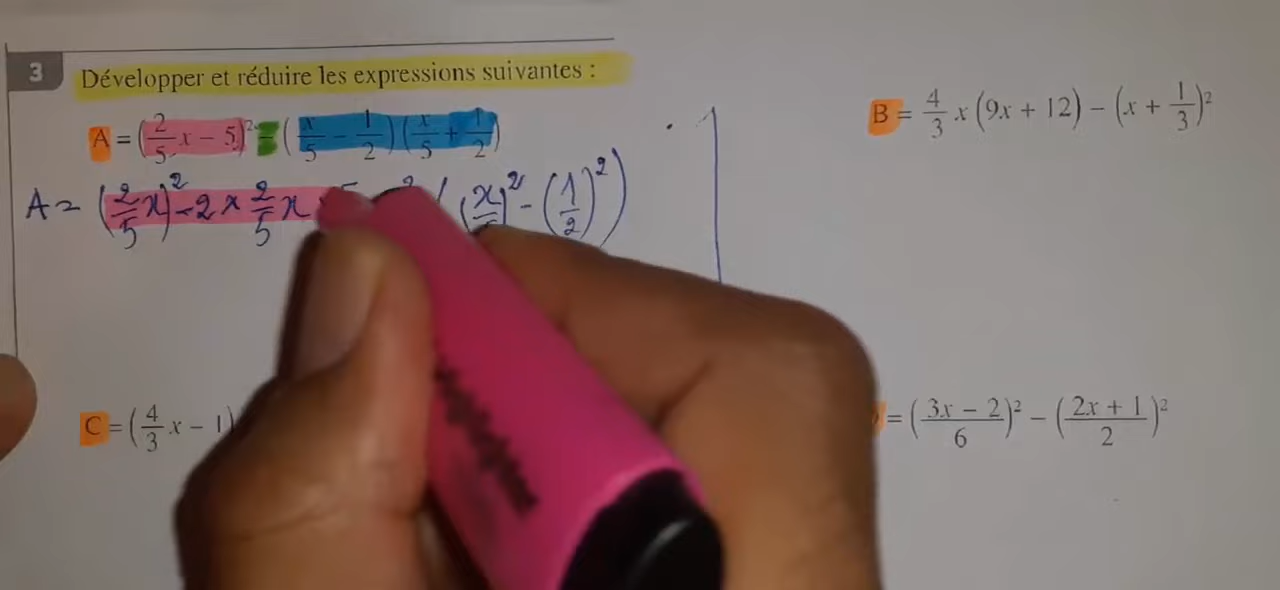 3 Développer et réduire les expressions suivantes :
A = (2/5 x − 5)² − (x/5 − 1/2)(x/5 + 1/2)
A = (2/5 x)² - 2 × 2/5 x (x/5)² - (1/2)²)
B = 4/3 x (9x + 12) − (x + 1/3)²
C = (4/3 x − 1)
= (3x − 2 / 6)² − (2x + 1 / 2)²